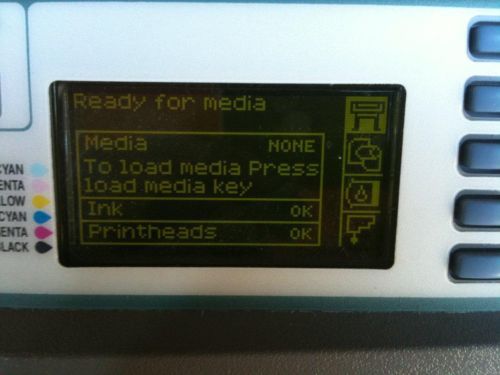 Ready for media
Media NONE
To load media Press
load media key
Ink OK
Printheads OK
CYAN
ENTA
LLOW
CYAN
ENTA
BLACK